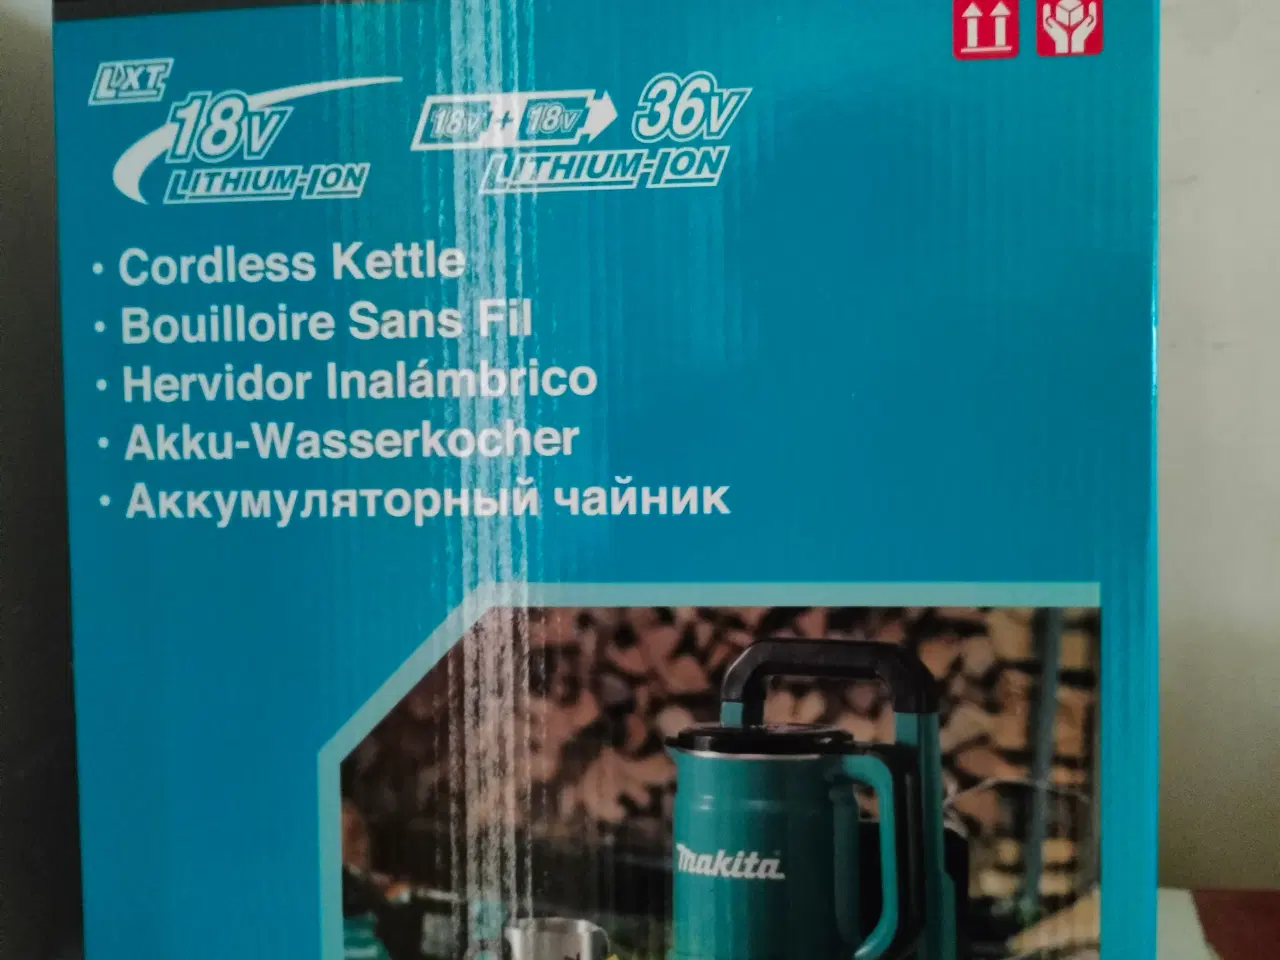 LXT
18V
LITHIUM-ION
18V + 18V 36V
LITHIUM-ION
• Cordless Kettle
• Bouilloire Sans Fil
• Hervidor Inalámbrico
• Akku-Wasserkocher
• Аккумуляторный чайник
makita